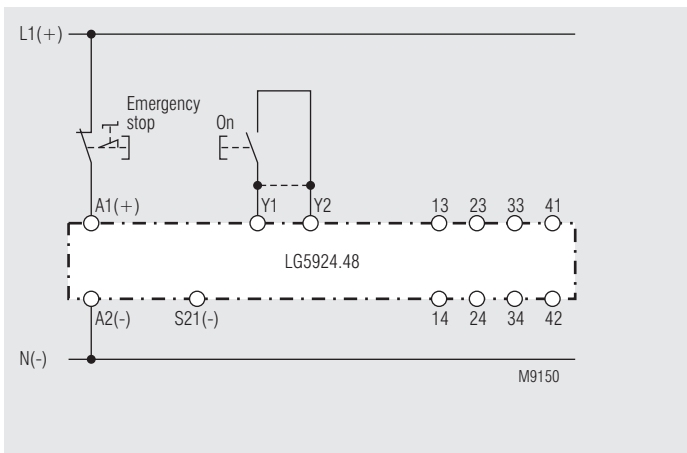 L1(+)
Emergency
stop
On
A1(+)
Y1
Y2
13
23
33
41
LG5924.48
A2(-)
S21(-)
14
24
34
42
N(-)
M9150